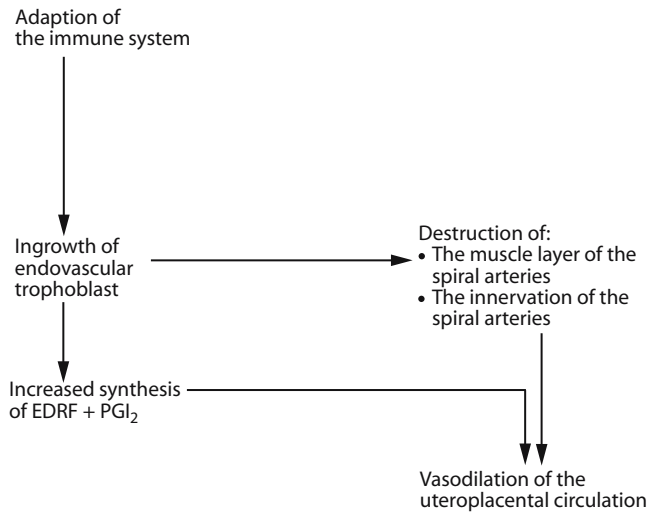 Adaption of
the immune system
Ingrowth of
endovascular
trophoblast
Destruction of:
• The muscle layer of the
spiral arteries
• The innervation of the
spiral arteries
Increased synthesis
of EDRF + PGI₂
Vasodilation of the
uteroplacental circulation